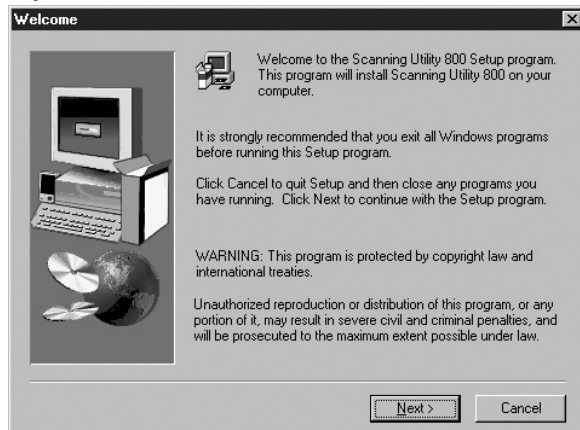 Welcome
Welcome to the Scanning Utility 800 Setup program.
This program will install Scanning Utility 800 on your
computer.
It is strongly recommended that you exit all Windows programs
before running this Setup program.
Click Cancel to quit Setup and then close any programs you
have running. Click Next to continue with the Setup program.
WARNING: This program is protected by copyright law and
international treaties.
Unauthorized reproduction or distribution of this program, or any
portion of it, may result in severe civil and criminal penalties, and
will be prosecuted to the maximum extent possible under law.
Next >
Cancel